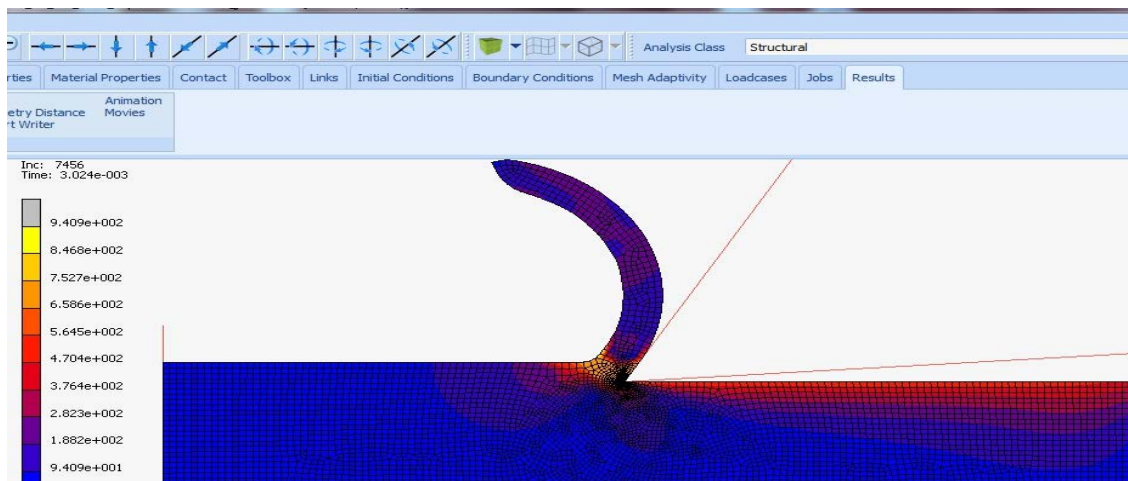 Analysis Class Structural
rties Material Properties Contact Toolbox Links Initial Conditions Boundary Conditions Mesh Adaptivity Loadcases Jobs Results
Animation
etry Distance Movies
rt Writer
Inc: 7456
Time: 3.024e-003
9.409e+002
8.468e+002
7.527e+002
6.586e+002
5.645e+002
4.704e+002
3.764e+002
2.823e+002
1.882e+002
9.409e+001